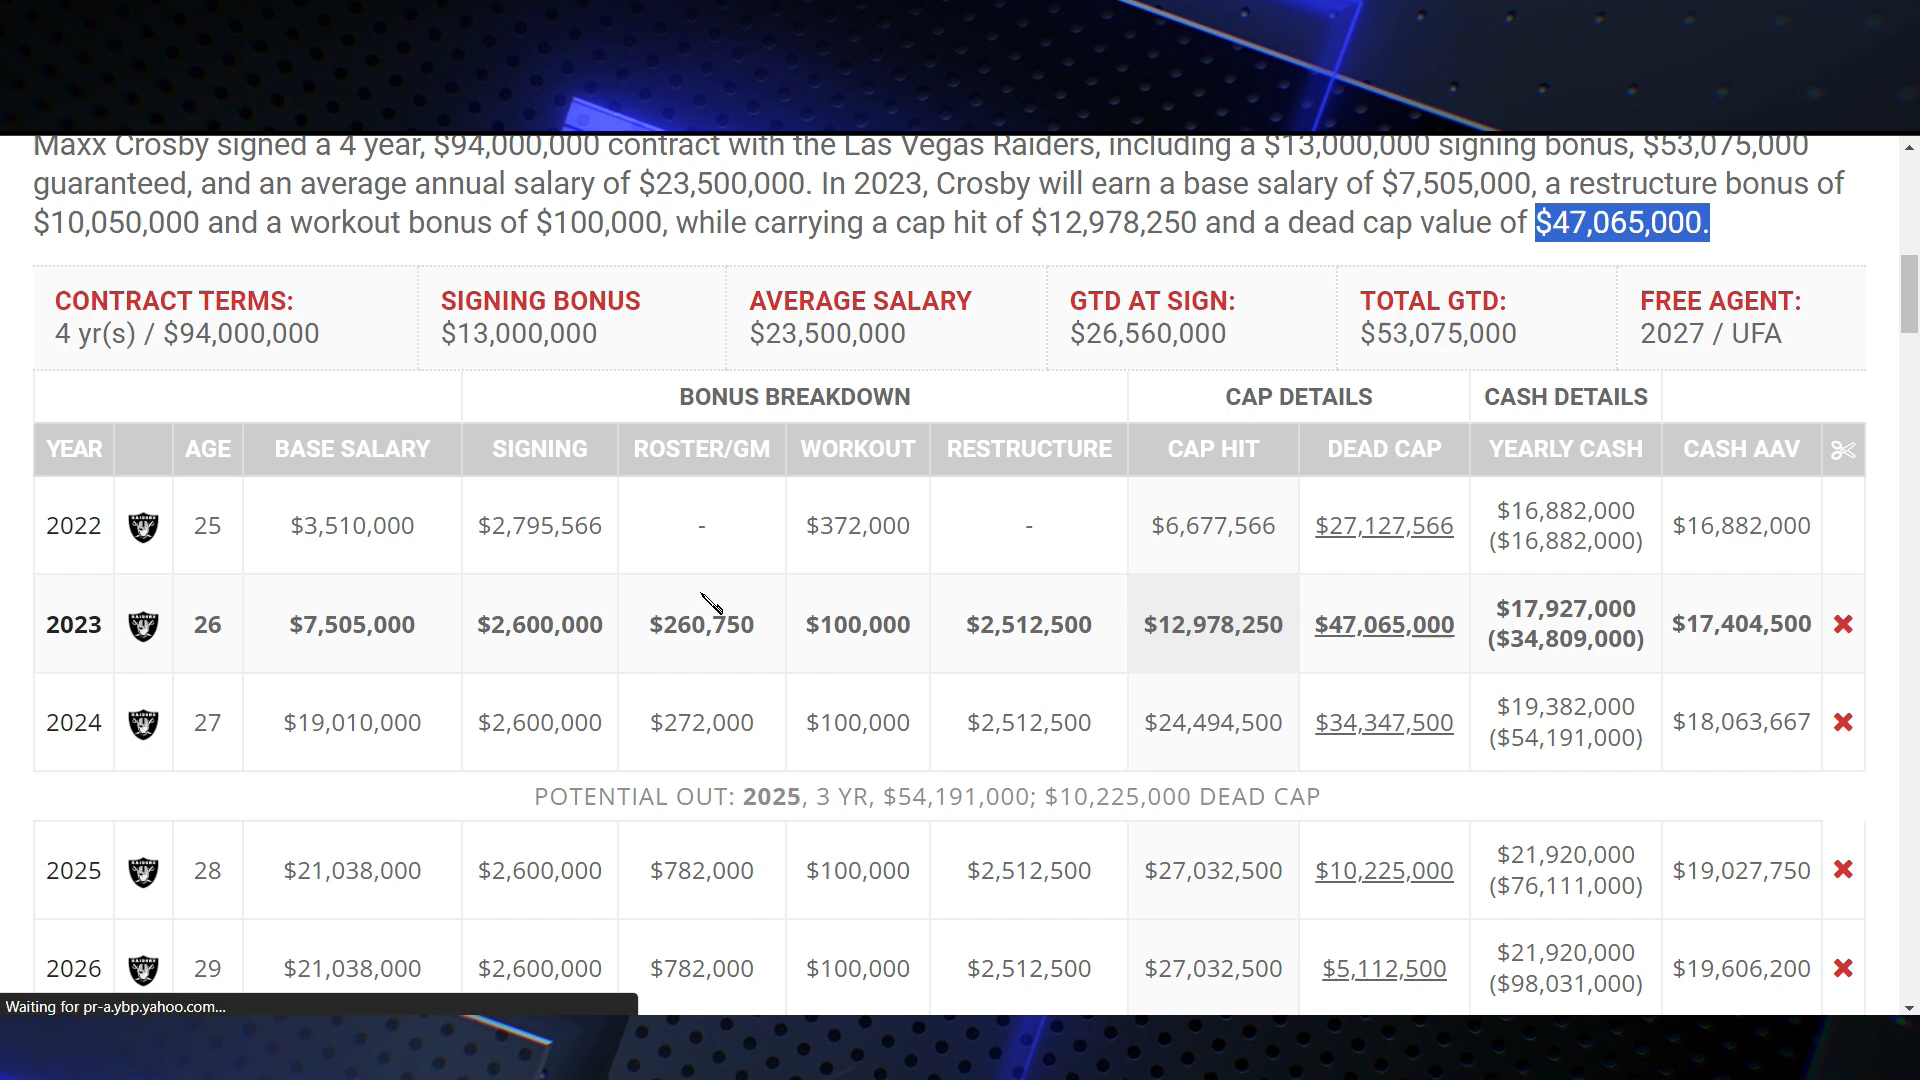 Maxx Crosby signed a 4 year, $94,000,000 contract with the Las Vegas Raiders, including a $13,000,000 signing bonus, $53,075,000
guaranteed, and an average annual salary of $23,500,000. In 2023, Crosby will earn a base salary of $7,505,000, a restructure bonus of
$10,050,000 and a workout bonus of $100,000, while carrying a cap hit of $12,978,250 and a dead cap value of $47,065,000.
CONTRACT TERMS: SIGNING BONUS AVERAGE SALARY GTD AT SIGN: TOTAL GTD: FREE AGENT:
4 yr(s) / $94,000,000 $13,000,000 $23,500,000 $26,560,000 $53,075,000 2027 / UFA
BONUS BREAKDOWN CAP DETAILS CASH DETAILS
YEAR AGE BASE SALARY SIGNING ROSTER/GM WORKOUT RESTRUCTURE CAP HIT DEAD CAP YEARLY CASH CASH AAV
2022 25 $3,510,000 $2,795,566 - $372,000 - $6,677,566 $27,127,566 $16,882,000 $16,882,000
($16,882,000)
2023 26 $7,505,000 $2,600,000 $260,750 $100,000 $2,512,500 $12,978,250 $47,065,000 $17,927,000 $17,404,500
($34,809,000)
2024 27 $19,010,000 $2,600,000 $272,000 $100,000 $2,512,500 $24,494,500 $34,347,500 $19,382,000 $18,063,667
($54,191,000)
POTENTIAL OUT: 2025, 3 YR, $54,191,000; $10,225,000 DEAD CAP
2025 28 $21,038,000 $2,600,000 $782,000 $100,000 $2,512,500 $27,032,500 $10,225,000 $21,920,000 $19,027,750
($76,111,000)
2026 29 $21,038,000 $2,600,000 $782,000 $100,000 $2,512,500 $27,032,500 $5,112,500 $21,920,000 $19,606,200
($98,031,000)
Waiting for pr-a.ybp.yahoo.com...